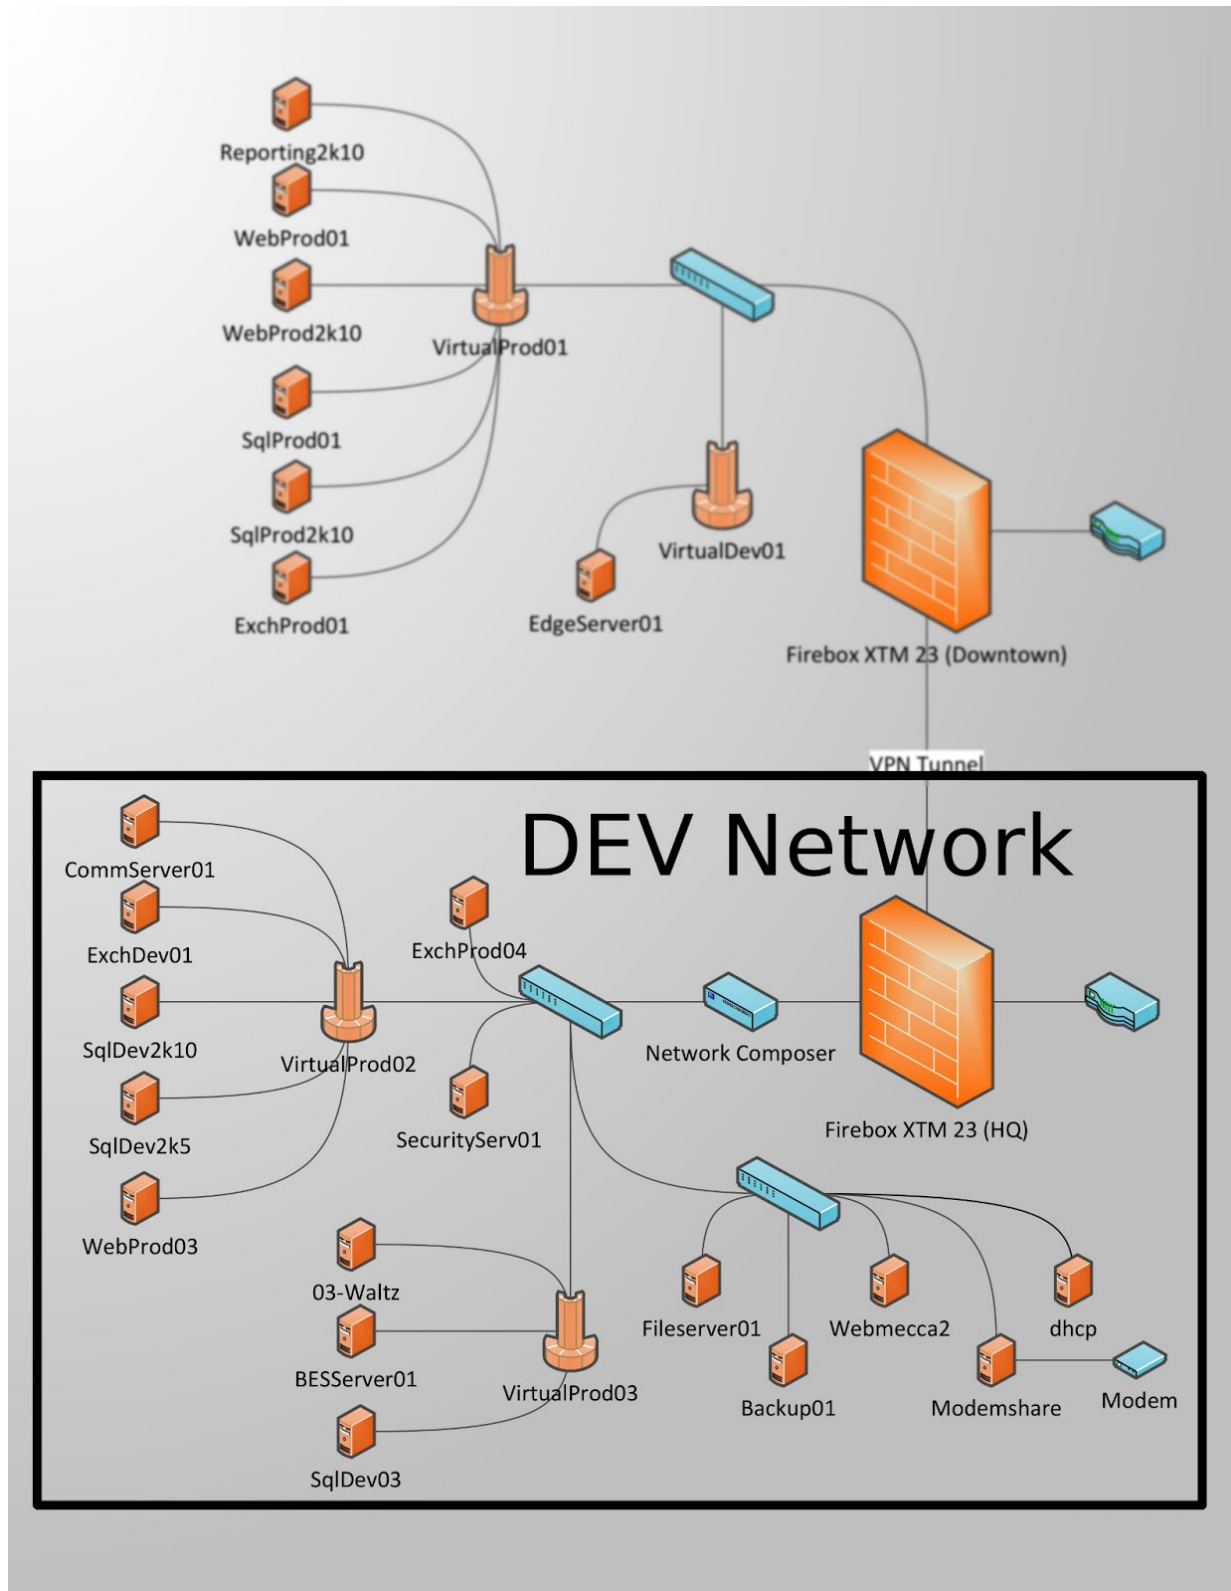 Reporting2k10
WebProd01
WebProd2k10
VirtualProd01
SqlProd01
SqlProd2k10
VirtualDev01
ExchProd01
EdgeServer01
Firebox XTM 23 (Downtown)
VPN Tunnel
DEV Network
CommServer01
ExchDev01
ExchProd04
SqlDev2k10
Network Composer
VirtualProd02
Firebox XTM 23 (HQ)
SecurityServ01
SqlDev2k5
WebProd03
03-Waltz
Fileserver01
Webmecca2
dhcp
BESServer01
VirtualProd03
Backup01
Modemshare
Modem
SqlDev03